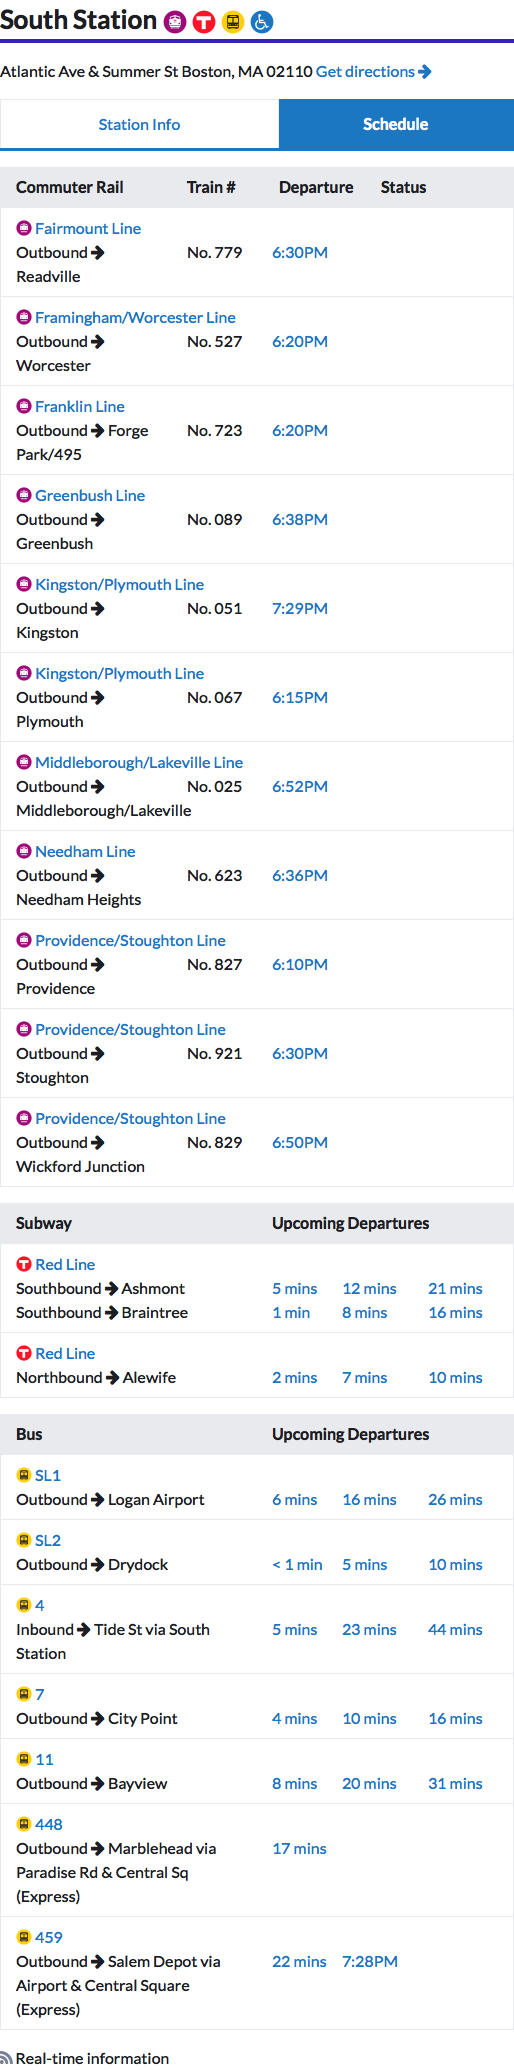 South Station
Atlantic Ave & Summer St Boston, MA 02110 Get directions
Station Info Schedule
Commuter Rail Train # Departure Status
Fairmount Line
Outbound No. 779 6:30PM
Readville
Framingham/Worcester Line
Outbound No. 527 6:20PM
Worcester
Franklin Line
Outbound Forge No. 723 6:20PM
Park/495
Greenbush Line
Outbound No. 089 6:38PM
Greenbush
Kingston/Plymouth Line
Outbound No. 051 7:29PM
Kingston
Kingston/Plymouth Line
Outbound No. 067 6:15PM
Plymouth
Middleborough/Lakeville Line
Outbound No. 025 6:52PM
Middleborough/Lakeville
Needham Line
Outbound No. 623 6:36PM
Needham Heights
Providence/Stoughton Line
Outbound No. 827 6:10PM
Providence
Providence/Stoughton Line
Outbound No. 921 6:30PM
Stoughton
Providence/Stoughton Line
Outbound No. 829 6:50PM
Wickford Junction
Subway Upcoming Departures
Red Line
Southbound Ashmont 5 mins 12 mins 21 mins
Southbound Braintree 1 min 8 mins 16 mins
Red Line
Northbound Alewife 2 mins 7 mins 10 mins
Bus Upcoming Departures
SL1
Outbound Logan Airport 6 mins 16 mins 26 mins
SL2
Outbound Drydock < 1 min 5 mins 10 mins
4
Inbound Tide St via South 5 mins 23 mins 44 mins
Station
7
Outbound City Point 4 mins 10 mins 16 mins
11
Outbound Bayview 8 mins 20 mins 31 mins
448
Outbound Marblehead via 17 mins
Paradise Rd & Central Sq
(Express)
459
Outbound Salem Depot via 22 mins 7:28PM
Airport & Central Square
(Express)
Real-time information